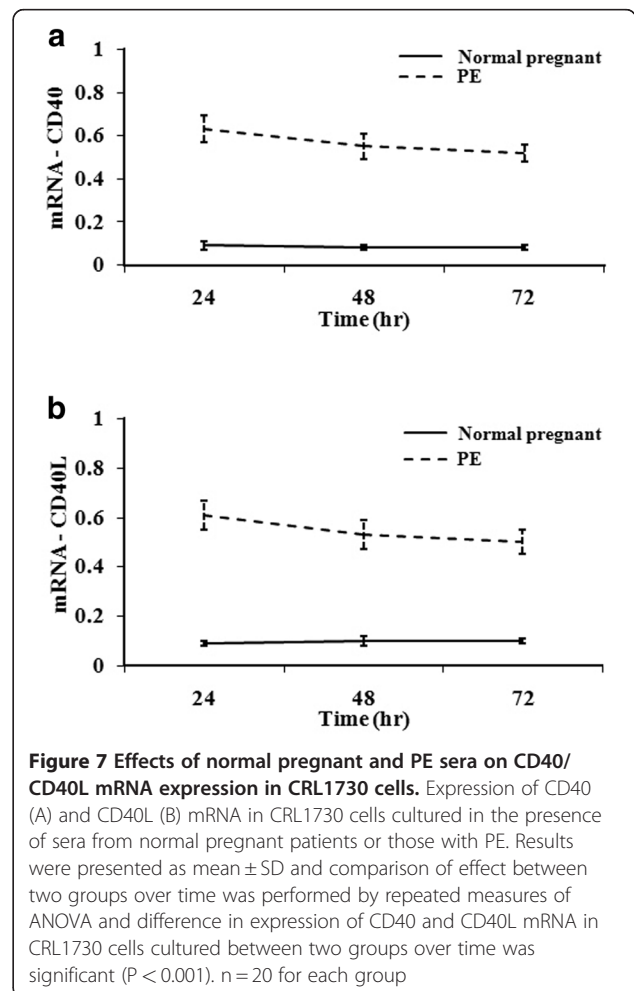 a
Normal pregnant
PE
1
0.8
0.6
0.4
0.2
0
mRNA - CD40
24 48 72
Time (hr)
b
Normal pregnant
PE
1
0.8
0.6
0.4
0.2
0
mRNA - CD40L
24 48 72
Time (hr)
Figure 7 Effects of normal pregnant and PE sera on CD40/
CD40L mRNA expression in CRL1730 cells. Expression of CD40
(A) and CD40L (B) mRNA in CRL1730 cells cultured in the presence
of sera from normal pregnant patients or those with PE. Results
were presented as mean ± SD and comparison of effect between
two groups over time was performed by repeated measures of
ANOVA and difference in expression of CD40 and CD40L mRNA in
CRL1730 cells cultured between two groups over time was
significant (P < 0.001). n = 20 for each group